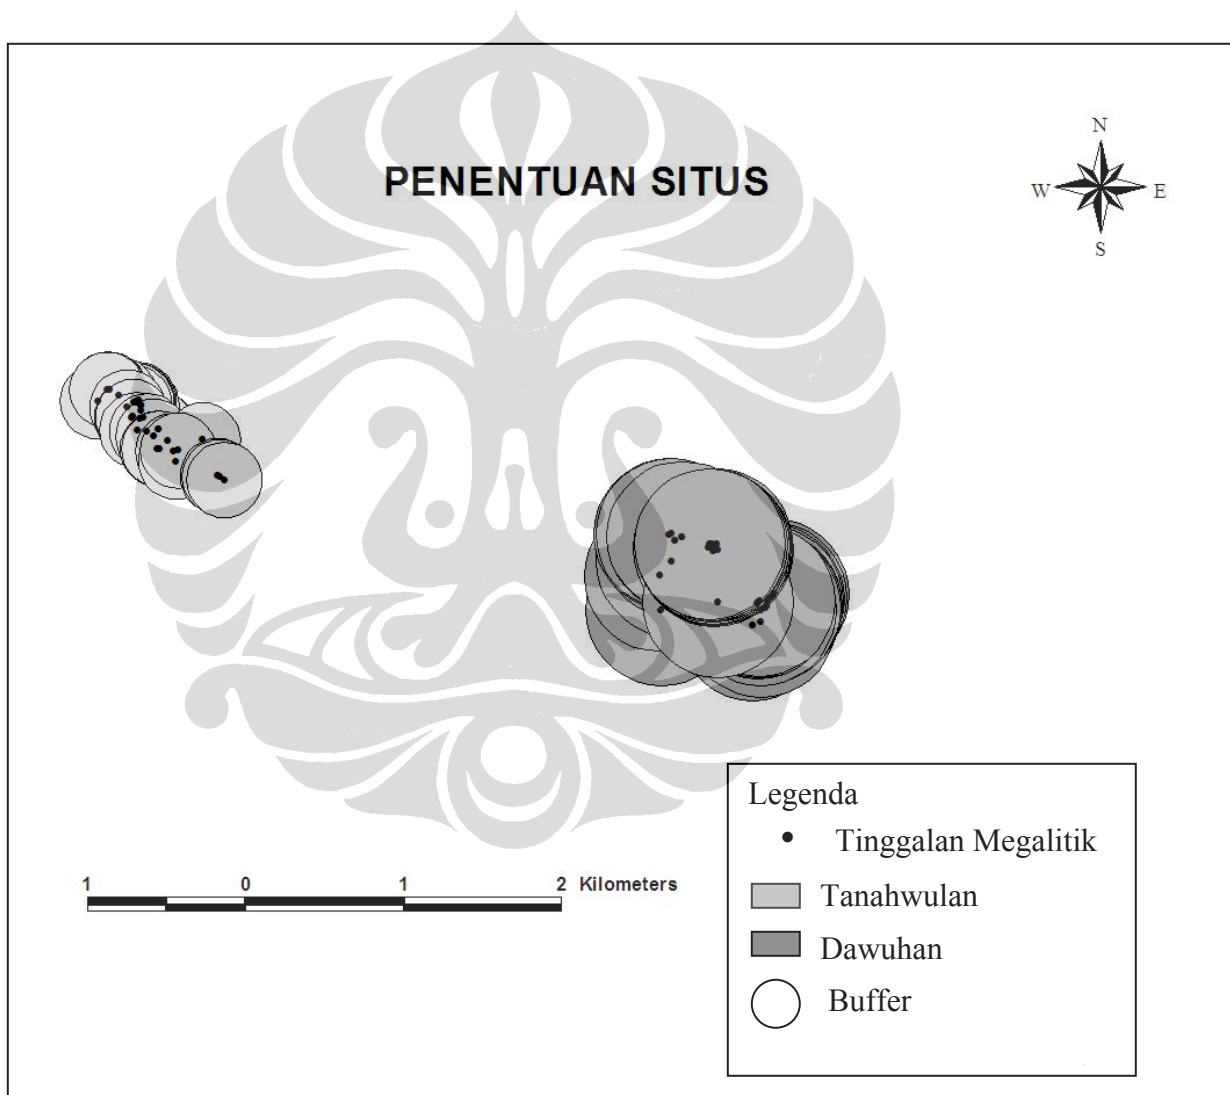 PENENTUAN SITUS
N
W E
S
1 0 1 2 Kilometers
Legenda
Tinggalan Megalitik
Tanahwulan
Dawuhan
Buffer